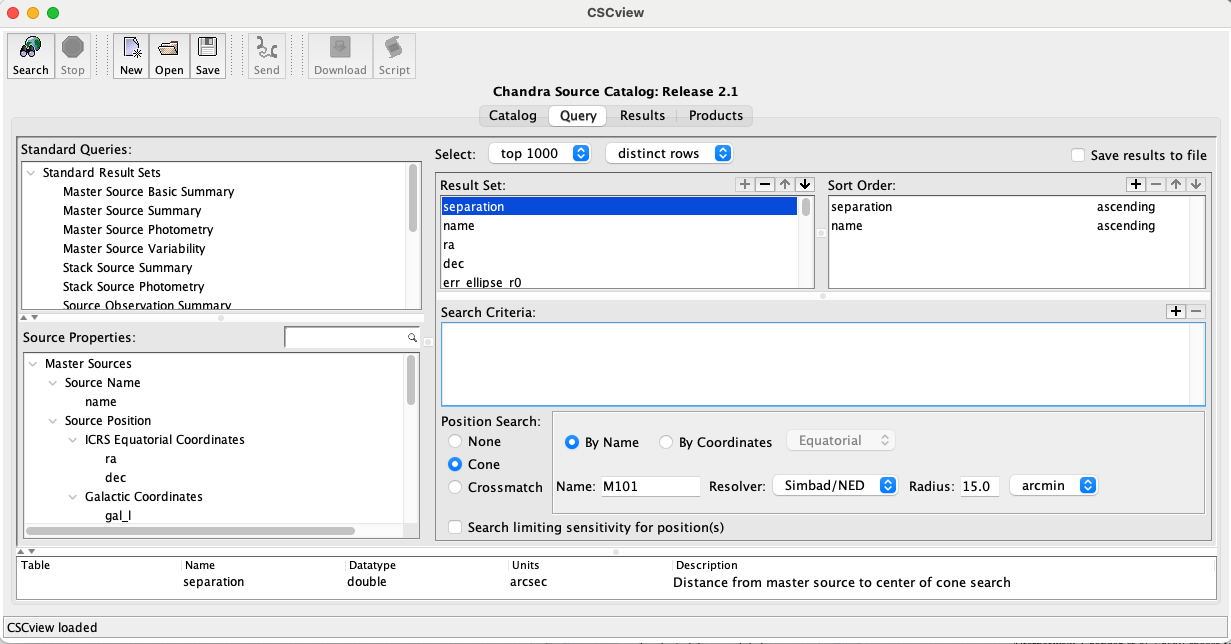 CSCview
Search Stop New Open Save Send Download Script
Chandra Source Catalog: Release 2.1
Catalog Query Results Products
Standard Queries:
Standard Result Sets
Master Source Basic Summary
Master Source Summary
Master Source Photometry
Master Source Variability
Stack Source Summary
Stack Source Photometry
Source Observation Summary
Source Properties:
Master Sources
Source Name
name
Source Position
ICRS Equatorial Coordinates
ra
dec
Galactic Coordinates
gal_l
Select: top 1000 distinct rows Save results to file
Result Set:
separation
name
ra
dec
err_ellipse_r0
Sort Order:
separation ascending
name ascending
Search Criteria:
Position Search:
None
Cone
Crossmatch
By Name By Coordinates Equatorial
Name: M101 Resolver: Simbad/NED Radius: 15.0 arcmin
Search limiting sensitivity for position(s)
Table Name Datatype Units Description
separation double arcsec Distance from master source to center of cone search
CSCview loaded